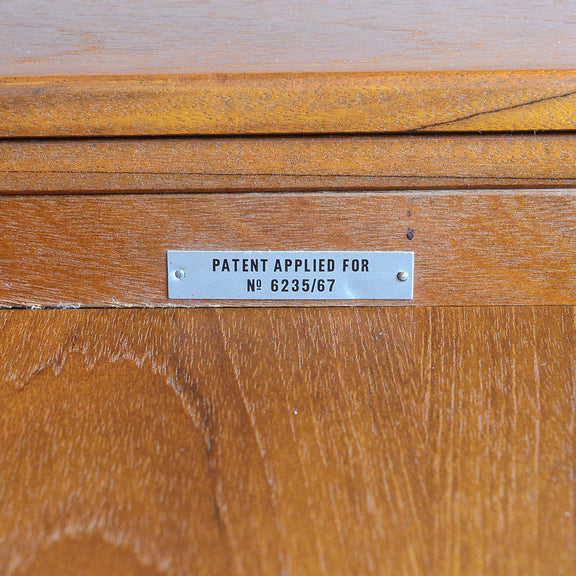 PATENT APPLIED FOR
Nº 6235/67